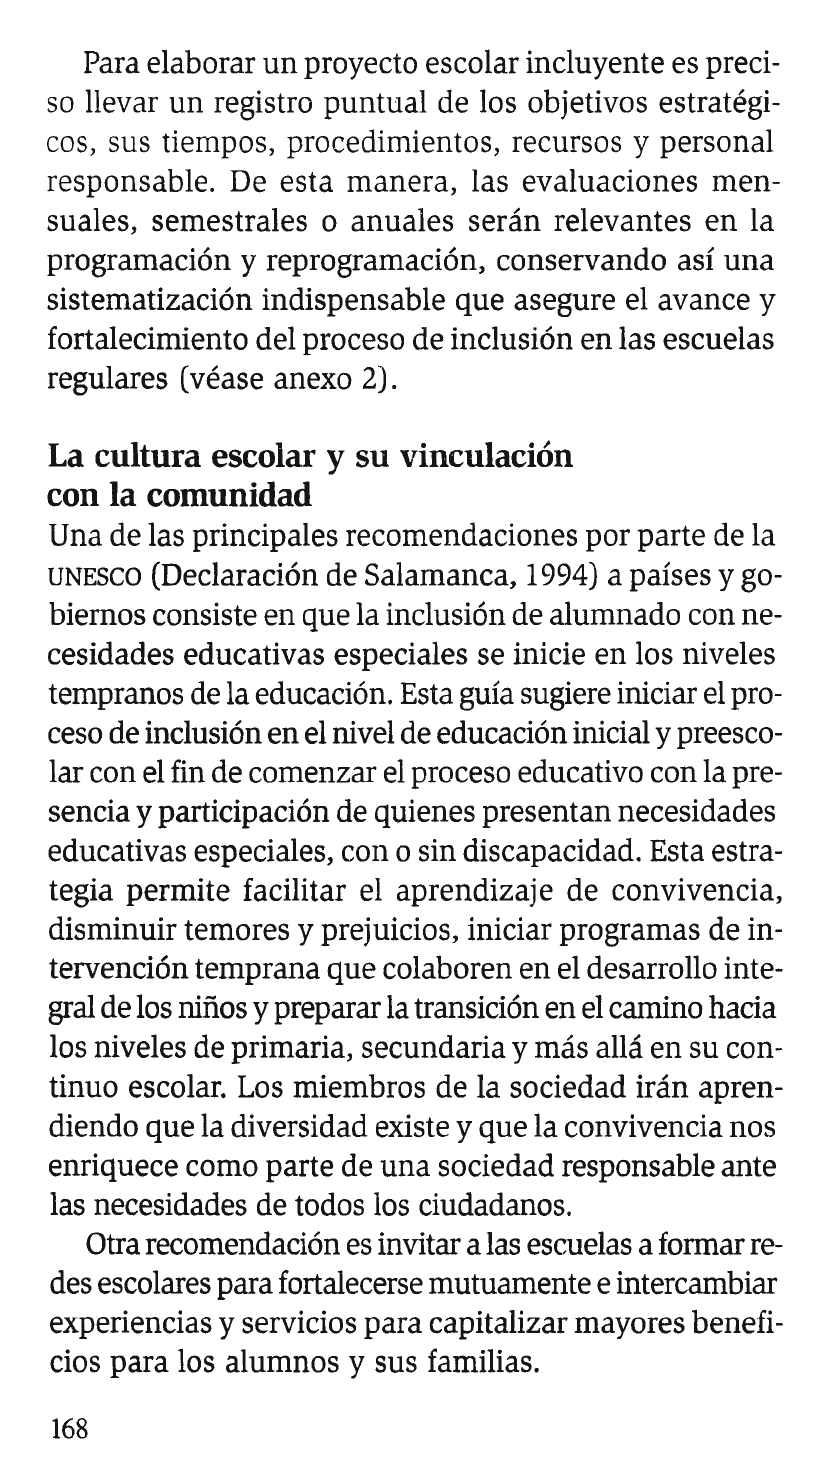 Para elaborar un proyecto escolar incluyente es preci-
so llevar un registro puntual de los objetivos estratégi-
cos, sus tiempos, procedimientos, recursos y personal
responsable. De esta manera, las evaluaciones men-
suales, semestrales o anuales serán relevantes en la
programación y reprogramación, conservando así una
sistematización indispensable que asegure el avance y
fortalecimiento del proceso de inclusión en las escuelas
regulares (véase anexo 2).
La cultura escolar y su vinculación
con la comunidad
Una de las principales recomendaciones por parte de la
UNESCO (Declaración de Salamanca, 1994) a países y go-
biernos consiste en que la inclusión de alumnado con ne-
cesidades educativas especiales se inicie en los niveles
tempranos de la educación. Esta guía sugiere iniciar el pro-
ceso de inclusión en el nivel de educación inicial y preesco-
lar con el fin de comenzar el proceso educativo con la pre-
sencia y participación de quienes presentan necesidades
educativas especiales, con o sin discapacidad. Esta estra-
tegia permite facilitar el aprendizaje de convivencia,
disminuir temores y prejuicios, iniciar programas de in-
tervención temprana que colaboren en el desarrollo inte-
gral de los niños y preparar la transición en el camino hacia
los niveles de primaria, secundaria y más allá en su con-
tinuo escolar. Los miembros de la sociedad irán apren-
diendo que la diversidad existe y que la convivencia nos
enriquece como parte de una sociedad responsable ante
las necesidades de todos los ciudadanos.
Otra recomendación es invitar a las escuelas a formar re-
des escolares para fortalecerse mutuamente e intercambiar
experiencias y servicios para capitalizar mayores benefi-
cios para los alumnos y sus familias.
168